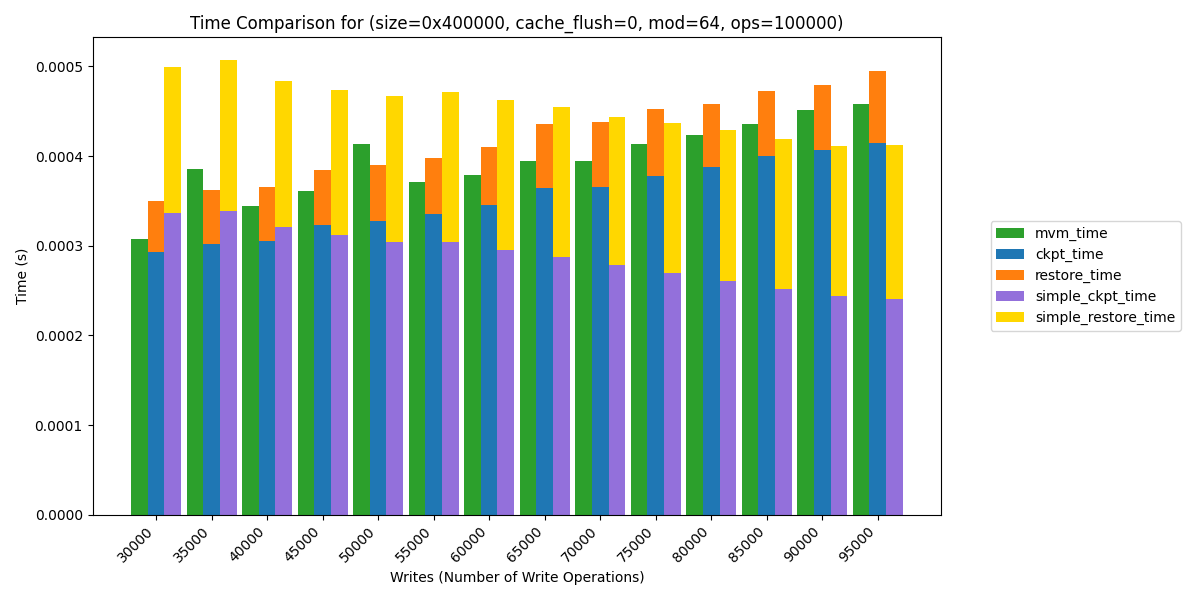 Time Comparison for (size=0x400000, cache_flush=0, mod=64, ops=100000)
Time (s)
0.0005
0.0004
0.0003
0.0002
0.0001
0.0000
30000
35000
40000
45000
50000
55000
60000
65000
70000
75000
80000
85000
90000
95000
Writes (Number of Write Operations)
mvm_time
ckpt_time
restore_time
simple_ckpt_time
simple_restore_time